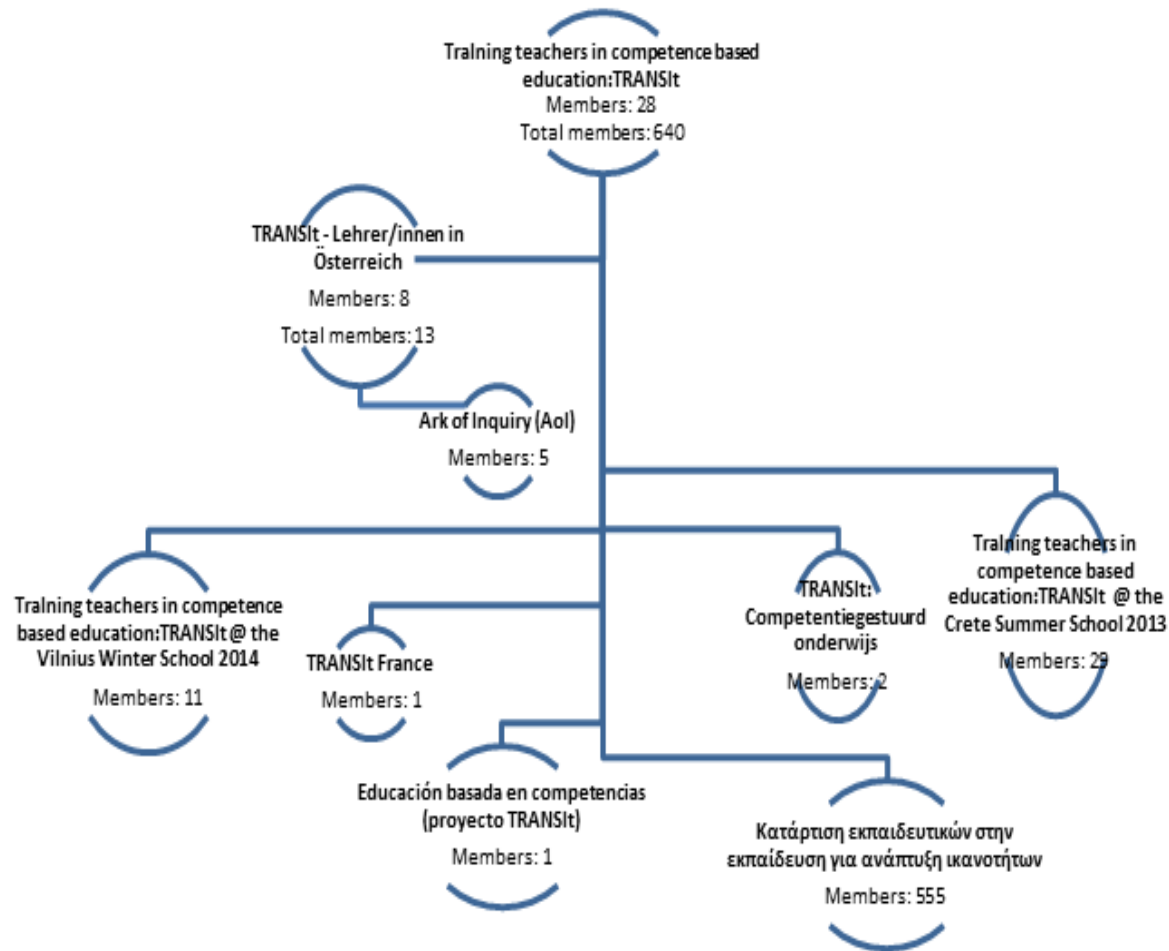 TraIning teachers in competence based
education:TRANSIt
Members: 28
Total members: 640
TRANSIt - Lehrer/innen in
Österreich
Members: 8
Total members: 13
Ark of Inquiry (AoI)
Members: 5
TraIning teachers in competence
based education:TRANSIt @ the
Vilnius Winter School 2014
Members: 11
TRANSIt France
Members: 1
TRANSIt:
Competentiegestuurd
onderwijs
Members: 2
TraIning teachers in
competence based
education:TRANSIt @ the
Crete Summer School 2013
Members: 29
Educación basada en competencias
(proyecto TRANSIt)
Members: 1
Κατάρτιση εκπαιδευτικών στην
εκπαίδευση για ανάπτυξη ικανοτήτων
Members: 555